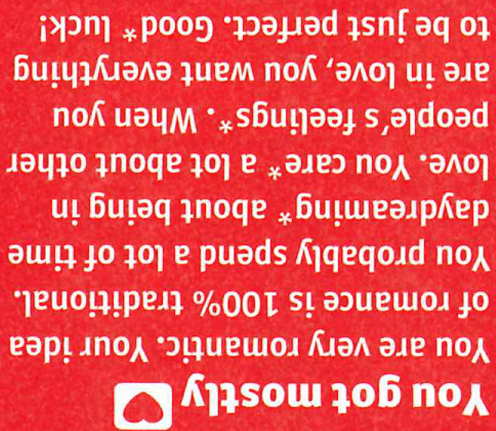 You got mostly
You are very romantic. Your idea
of romance is 100% traditional.
You probably spend a lot of time
daydreaming* about being in
love. You care* a lot about other
people's feelings*. When you
are in love, you want everything
to be just perfect. Good* luck!